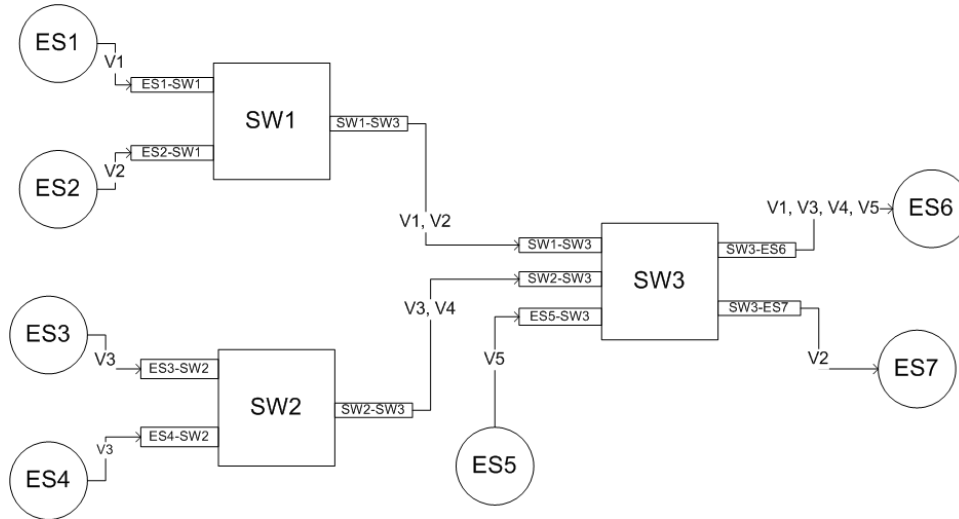 ES1
V1
ES1-SW1
SW1
SW1-SW3
ES2
V2
ES2-SW1
V1, V2
V1, V3, V4, V5
ES6
SW1-SW3
SW2-SW3
ES5-SW3
SW3
SW3-ES6
SW3-ES7
V2
ES7
ES3
V3
ES3-SW2
SW2
SW2-SW3
V3, V4
ES4
V3
ES4-SW2
V5
ES5